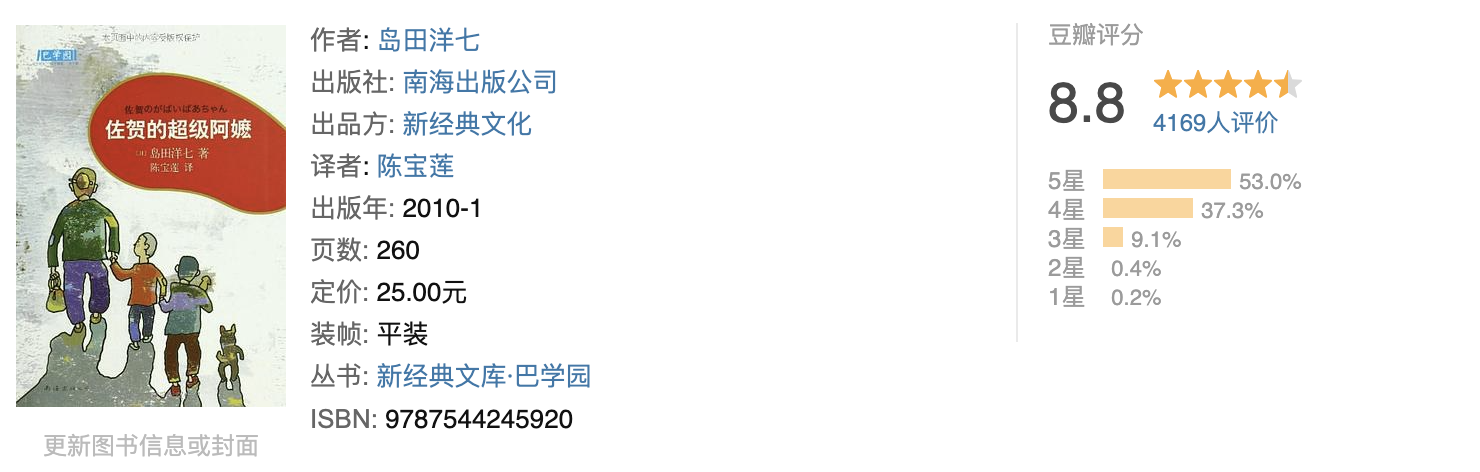 本页面中的内容受版权保护
巴学园
佐贺のがばいばあちゃん
佐贺的超级阿嬷
[日] 岛田洋七 著
陈宝莲 译
南海出版公司
更新图书信息或封面
作者: 岛田洋七
出版社: 南海出版公司
出品方: 新经典文化
译者: 陈宝莲
出版年: 2010-1
页数: 260
定价: 25.00元
装帧: 平装
丛书: 新经典文库·巴学园
ISBN: 9787544245920
豆瓣评分
8.8
4169人评价
5星 53.0%
4星 37.3%
3星 9.1%
2星 0.4%
1星 0.2%